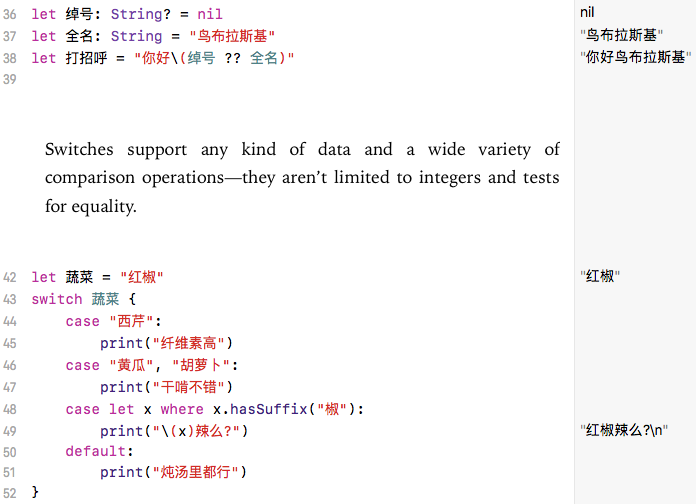 36 let 绰号: String? = nil
nil
37 let 全名: String = "鸟布拉斯基"
"鸟布拉斯基"
38 let 打招呼 = "你好\(绰号 ?? 全名)"
"你好鸟布拉斯基"
39
Switches support any kind of data and a wide variety of
comparison operations—they aren't limited to integers and tests
for equality.
42 let 蔬菜 = "红椒"
"红椒"
43 switch 蔬菜 {
44 case "西芹":
45 print("纤维素高")
46 case "黄瓜", "胡萝卜":
47 print("干啃不错")
48 case let x where x.hasSuffix("椒"):
49 print("\(x)辣么?")
"红椒辣么?\n"
50 default:
51 print("炖汤里都行")
52 }